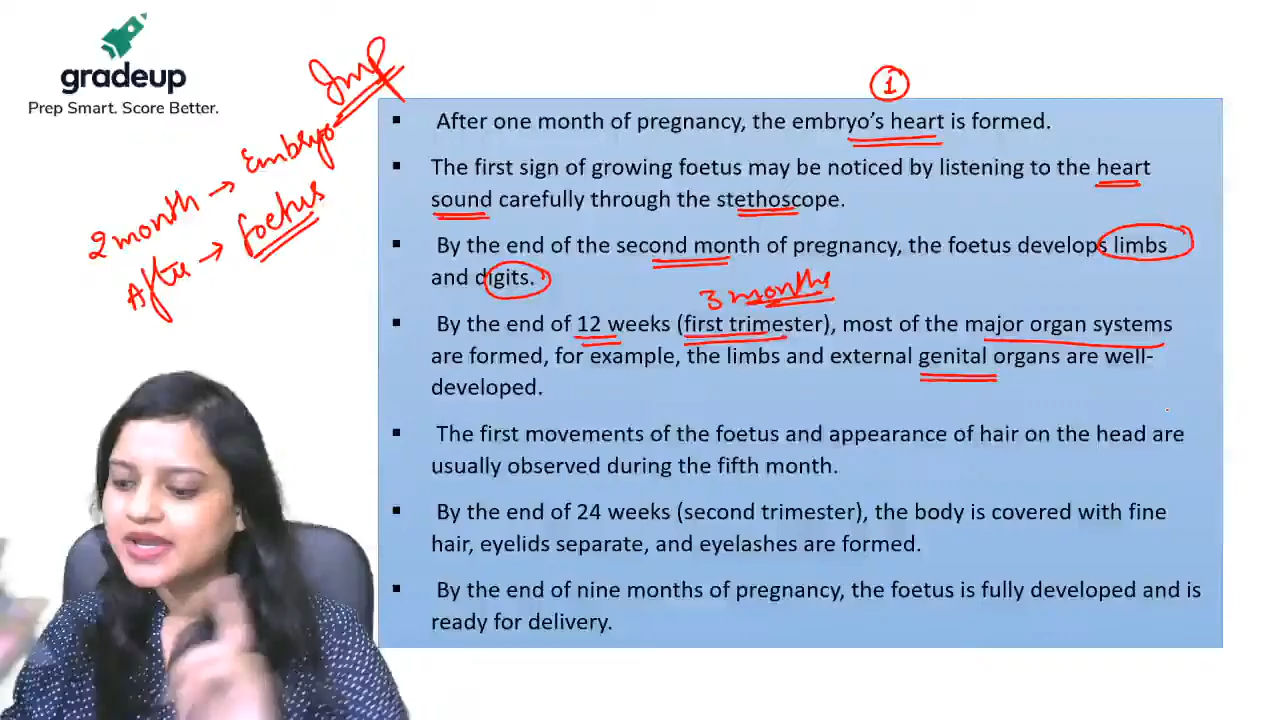 gradeup
Prep Smart. Score Better.
Imp
2 month → Embryo
After → Foetus
1
▪ After one month of pregnancy, the embryo's heart is formed.
▪ The first sign of growing foetus may be noticed by listening to the heart
sound carefully through the stethoscope.
▪ By the end of the second month of pregnancy, the foetus develops limbs
and digits.
3 months
▪ By the end of 12 weeks (first trimester), most of the major organ systems
are formed, for example, the limbs and external genital organs are well-
developed.
▪ The first movements of the foetus and appearance of hair on the head are
usually observed during the fifth month.
▪ By the end of 24 weeks (second trimester), the body is covered with fine
hair, eyelids separate, and eyelashes are formed.
▪ By the end of nine months of pregnancy, the foetus is fully developed and is
ready for delivery.